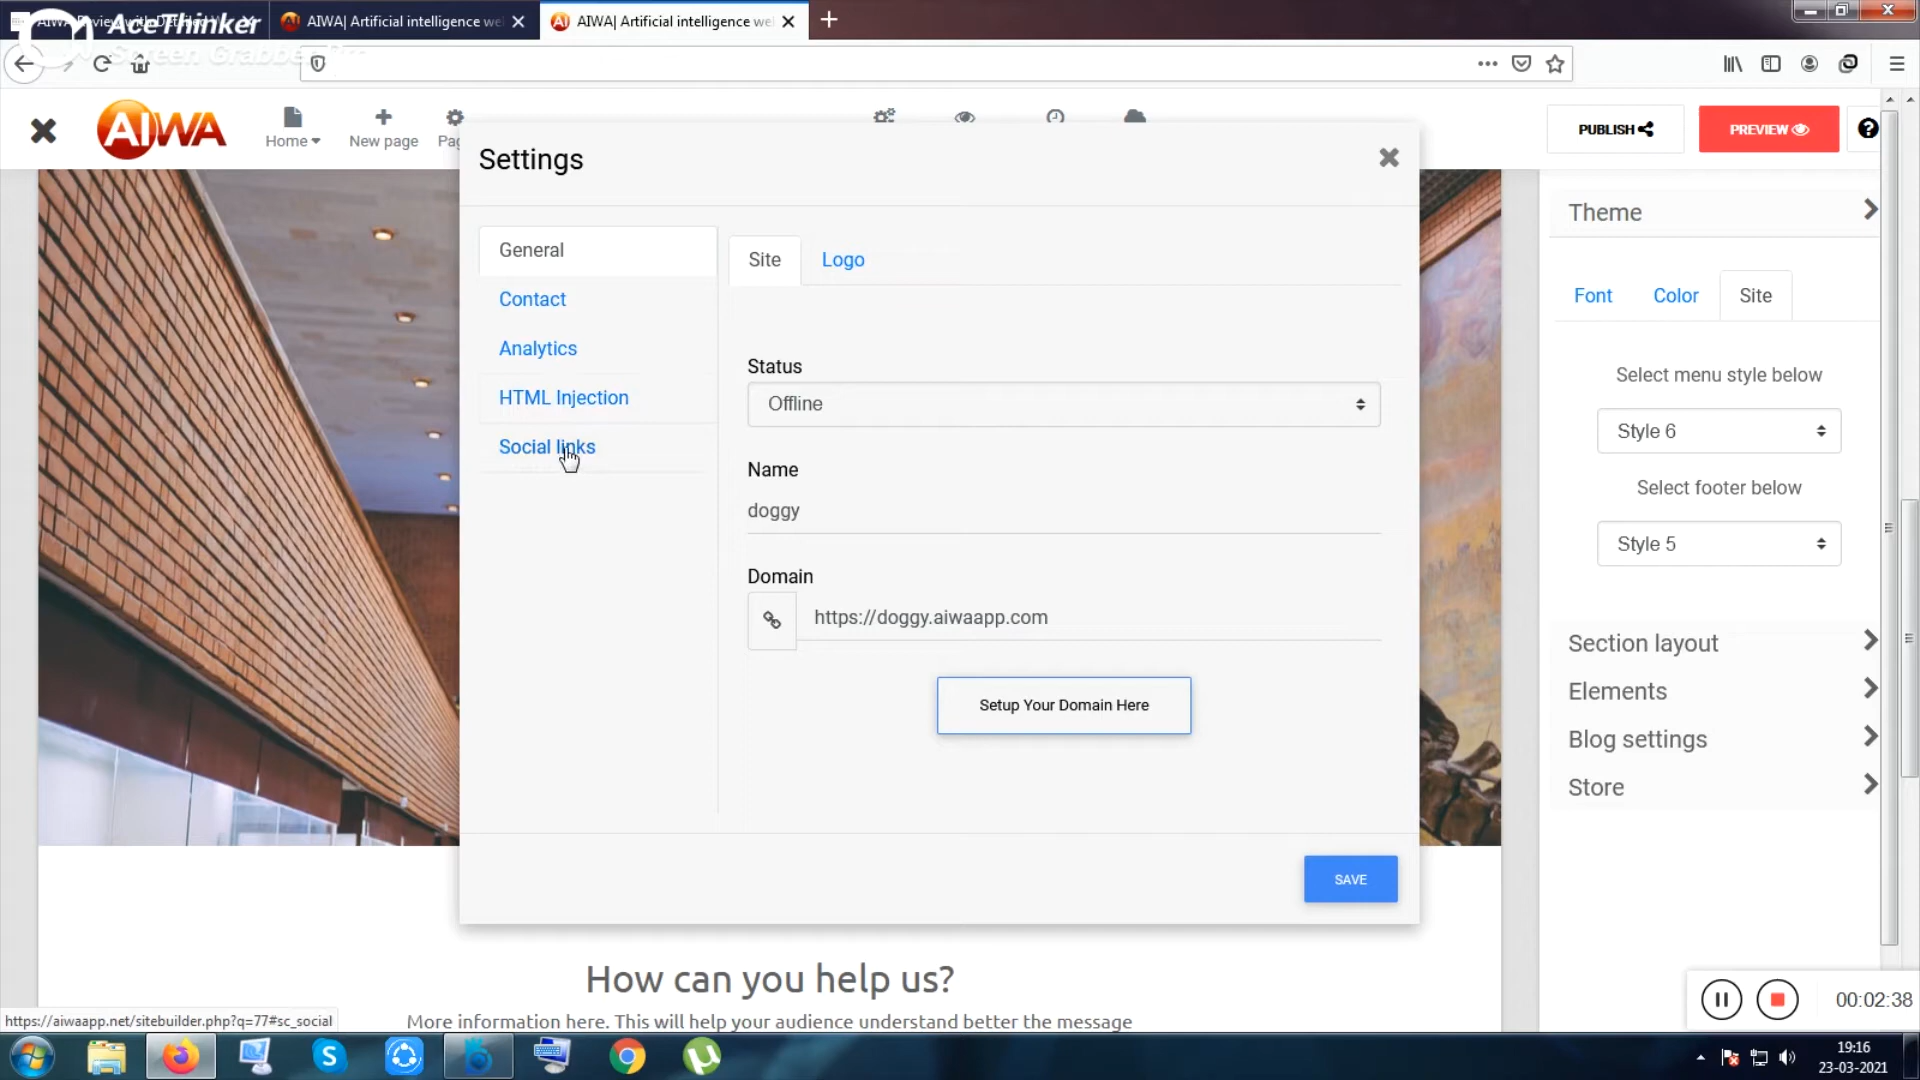 AceThinker
Screen Grabber Pro
AIWA Review with Detailed
AIWA| Artificial intelligence we
AIWA| Artificial intelligence we
AIWA
Home
New page
Pag
PUBLISH
PREVIEW
Settings
General
Contact
Analytics
HTML Injection
Social links
Site
Logo
Status
Offline
Name
doggy
Domain
https://doggy.aiwaapp.com
Setup Your Domain Here
SAVE
Theme
Font
Color
Site
Select menu style below
Style 6
Select footer below
Style 5
Section layout
Elements
Blog settings
Store
How can you help us?
More information here. This will help your audience understand better the message
https://aiwaapp.net/sitebuilder.php?q=77#sc_social
00:02:38
19:16
23-03-2021